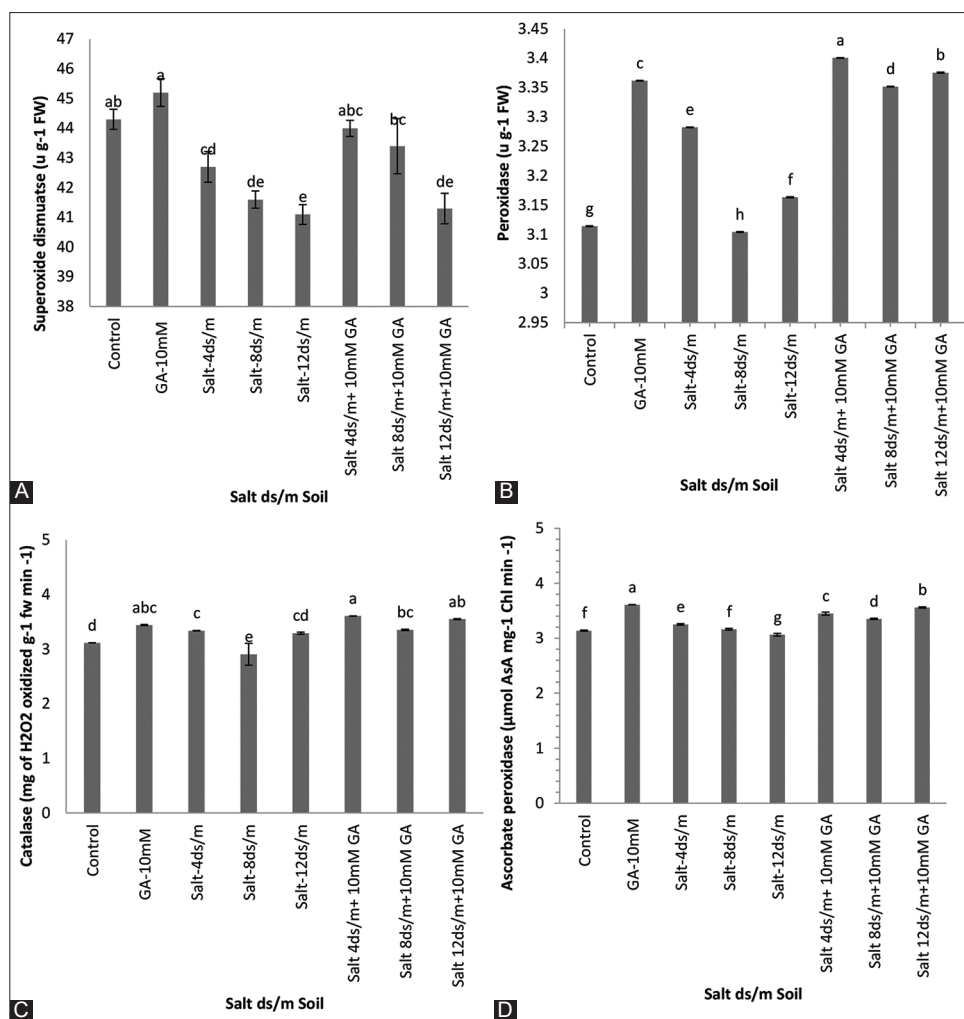 47
46
45
44
43
42
41
40
39
38
Superoxide dismuatse (u g-1 FW)
ab
a
cd
de
e
abc
bc
de
Control
GA-10mM
Salt-4ds/m
Salt-8ds/m
Salt-12ds/m
Salt 4ds/m+ 10mM GA
Salt 8ds/m+10mM GA
Salt 12ds/m+10mM GA
Salt ds/m Soil
A
3.45
3.4
3.35
3.3
3.25
3.2
3.15
3.1
3.05
3
2.95
Peroxidase (u g-1 FW)
g
c
e
h
f
a
d
b
Control
GA-10mM
Salt-4ds/m
Salt-8ds/m
Salt-12ds/m
Salt 4ds/m+ 10mM GA
Salt 8ds/m+10mM GA
Salt 12ds/m+10mM GA
Salt ds/m Soil
B
5
4
3
2
1
0
Catalase (mg of H2O2 oxidized g-1 fw min -1)
d
abc
c
e
cd
a
bc
ab
Control
GA-10mM
Salt-4ds/m
Salt-8ds/m
Salt-12ds/m
Salt 4ds/m+ 10mM GA
Salt 8ds/m+10mM GA
Salt 12ds/m+10mM GA
Salt ds/m Soil
C
5
4
3
2
1
0
Ascorbate peroxidase (µmol AsA mg-1 Chl min -1)
f
a
e
f
g
c
d
b
Control
GA-10mM
Salt-4ds/m
Salt-8ds/m
Salt-12ds/m
Salt 4ds/m+ 10mM GA
Salt 8ds/m+10mM GA
Salt 12ds/m+10mM GA
Salt ds/m Soil
D